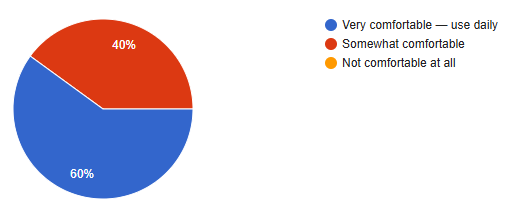 40%
60%
Very comfortable — use daily
Somewhat comfortable
Not comfortable at all